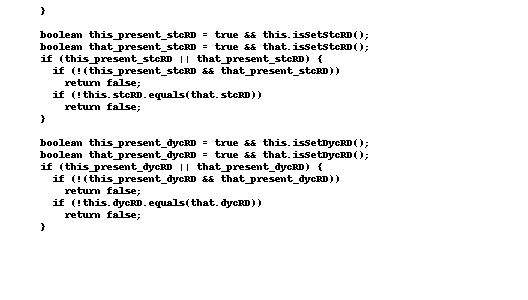 }
boolean this_present_stcRD = true && this.isSetStcRD();
boolean that_present_stcRD = true && that.isSetStcRD();
if (this_present_stcRD || that_present_stcRD) {
if (!(this_present_stcRD && that_present_stcRD))
return false;
if (!this.stcRD.equals(that.stcRD))
return false;
}
boolean this_present_dycRD = true && this.isSetDycRD();
boolean that_present_dycRD = true && that.isSetDycRD();
if (this_present_dycRD || that_present_dycRD) {
if (!(this_present_dycRD && that_present_dycRD))
return false;
if (!this.dycRD.equals(that.dycRD))
return false;
}